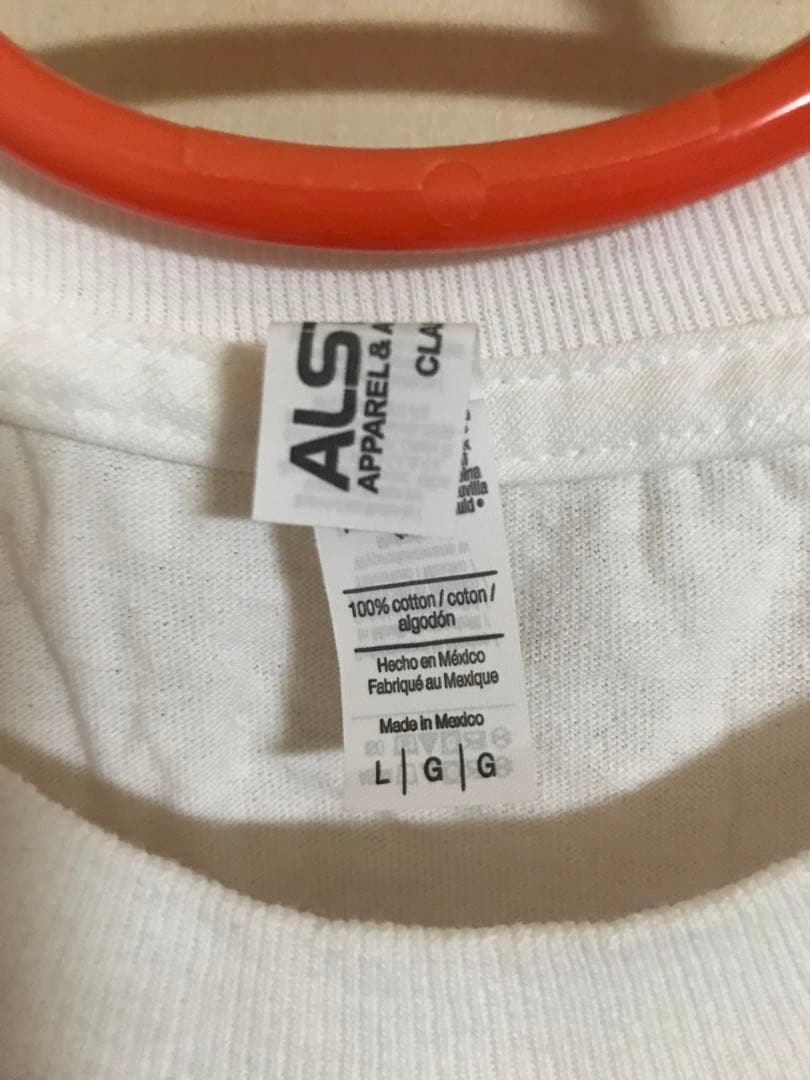 ALS
APPAREL &
CLA
100% cotton / coton /
algodón
Hecho en México
Fabriqué au Mexique
Made in Mexico
L | G | G